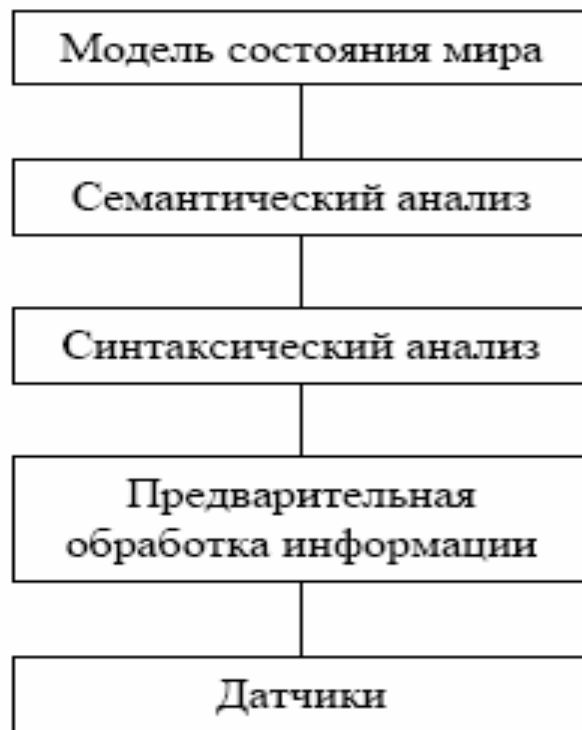 Модель состояния мира
Семантический анализ
Синтаксический анализ
Предварительная
обработка информации
Датчики